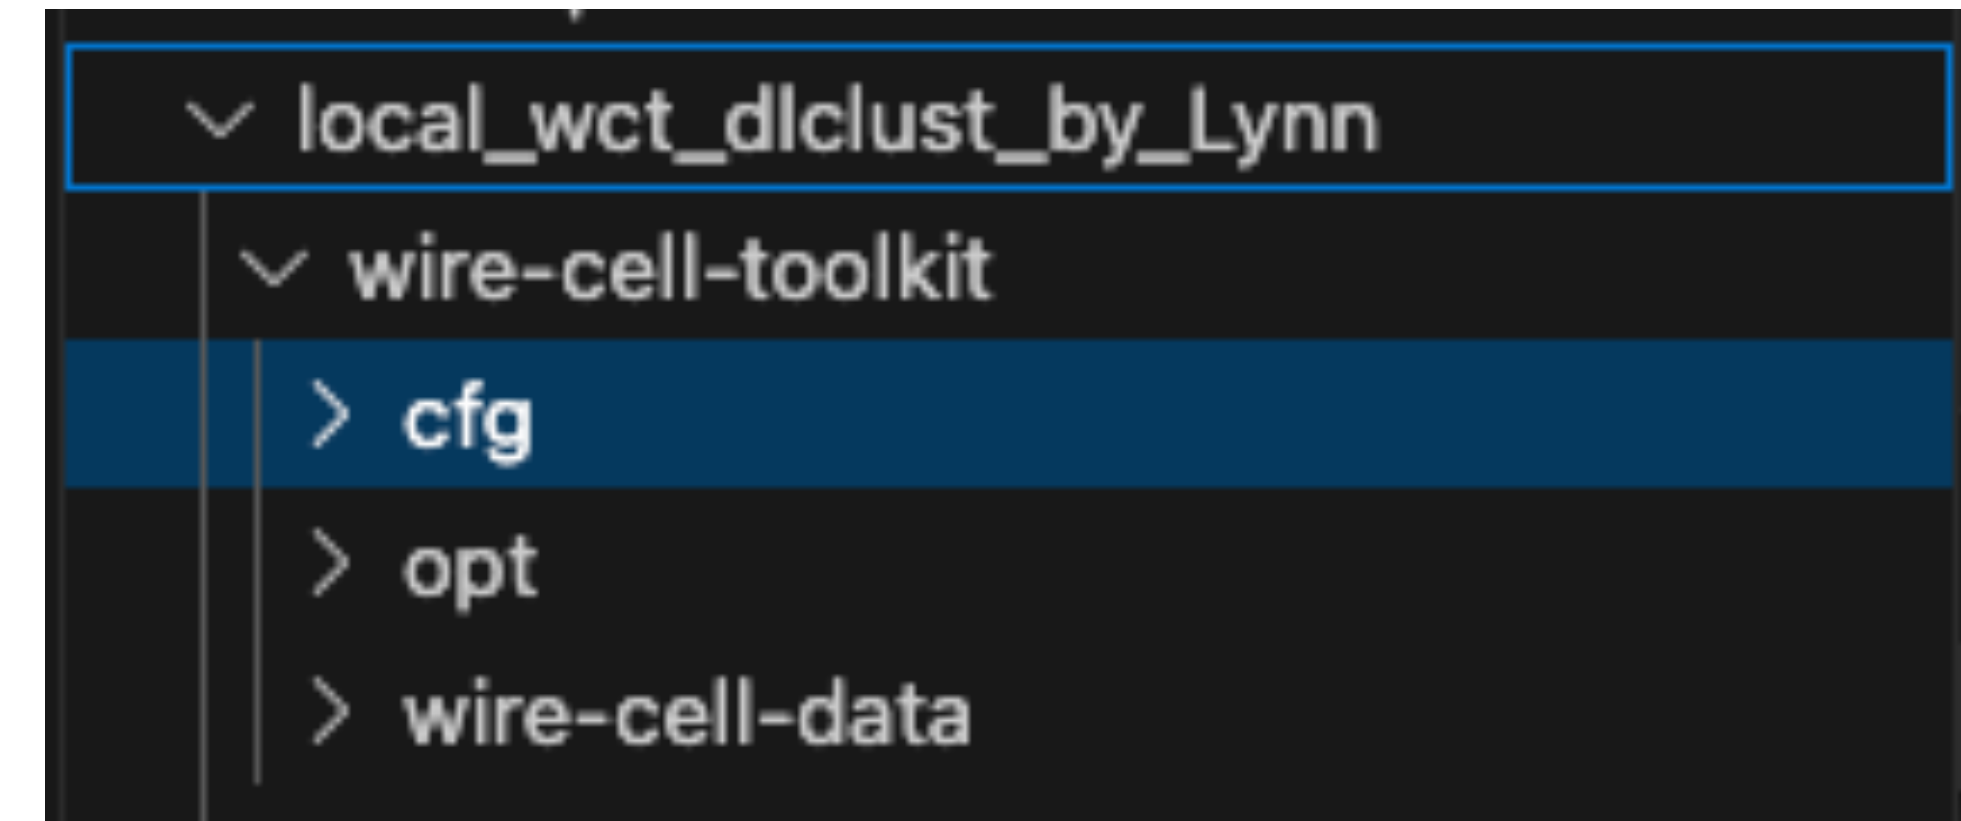 local_wct_dlclust_by_Lynn
wire-cell-toolkit
cfg
opt
wire-cell-data